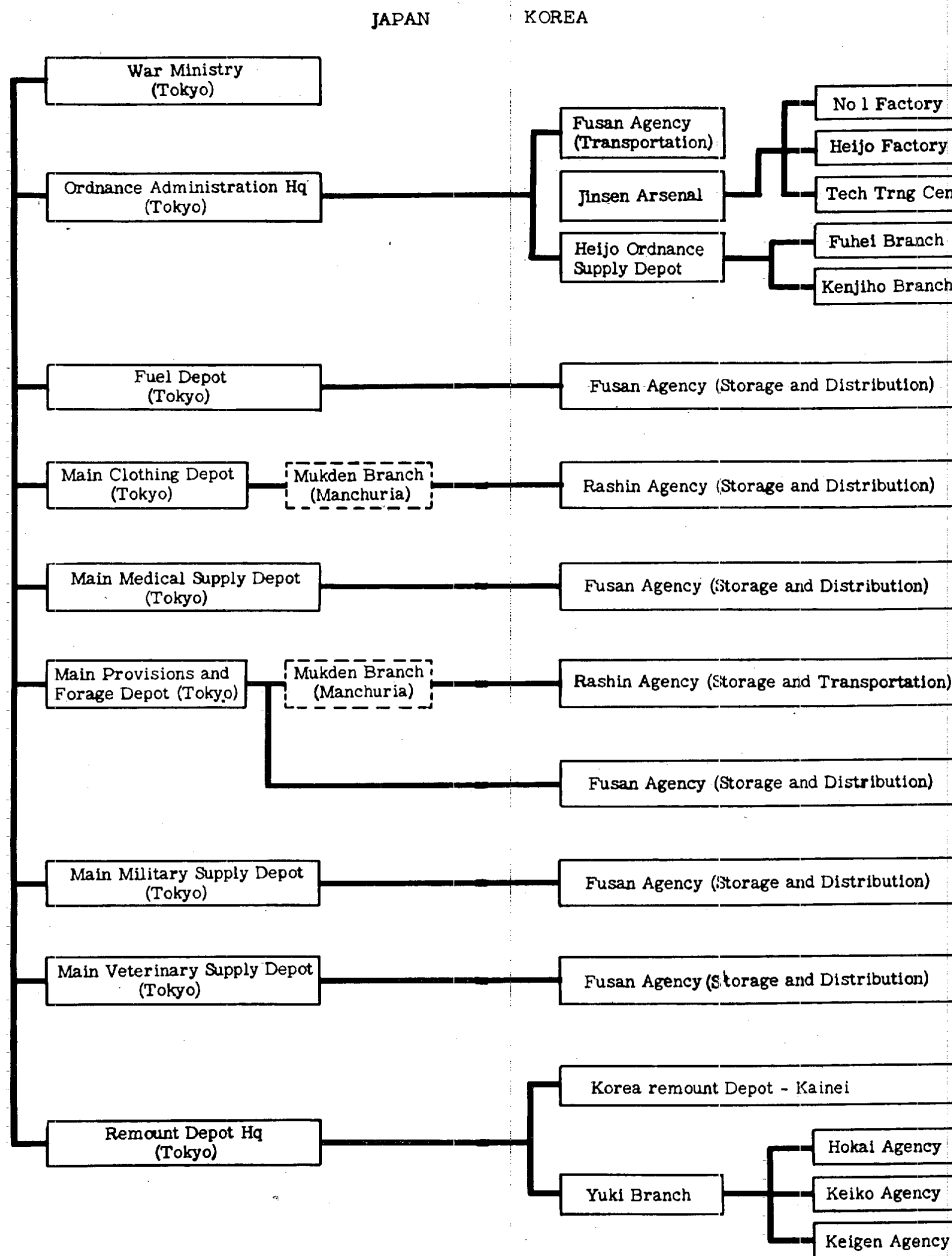 JAPAN KOREA
War Ministry
(Tokyo)
Ordnance Administration Hq
(Tokyo)
Fusan Agency
(Transportation)
Jinsen Arsenal
Heijo Ordnance
Supply Depot
No 1 Factory
Heijo Factory
Tech Trng Cen
Fuhei Branch
Kenjiho Branch
Fuel Depot
(Tokyo)
Fusan Agency (Storage and Distribution)
Main Clothing Depot
(Tokyo)
Mukden Branch
(Manchuria)
Rashin Agency (Storage and Distribution)
Main Medical Supply Depot
(Tokyo)
Fusan Agency (Storage and Distribution)
Main Provisions and
Forage Depot (Tokyo)
Mukden Branch
(Manchuria)
Rashin Agency (Storage and Transportation)
Fusan Agency (Storage and Distribution)
Main Military Supply Depot
(Tokyo)
Fusan Agency (Storage and Distribution)
Main Veterinary Supply Depot
(Tokyo)
Fusan Agency (Storage and Distribution)
Remount Depot Hq
(Tokyo)
Korea remount Depot - Kainei
Yuki Branch
Hokai Agency
Keiko Agency
Keigen Agency